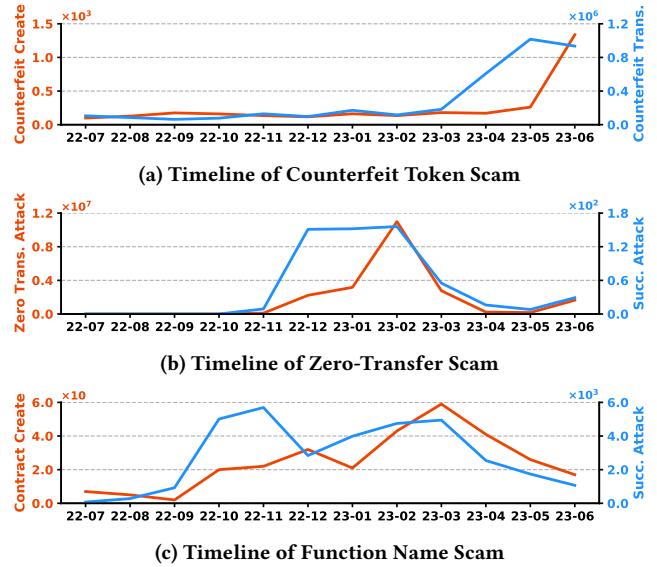 ×10³ ×10⁶
Counterfeit Create
1.5
1.0
0.5
0.0
1.2
0.8
0.4
0.0
Counterfeit Trans.
22-07 22-08 22-09 22-10 22-11 22-12 23-01 23-02 23-03 23-04 23-05 23-06
(a) Timeline of Counterfeit Token Scam
×10⁷ ×10²
Zero Trans. Attack
1.2
0.8
0.4
0.0
1.8
1.2
0.6
0.0
Succ. Attack
22-07 22-08 22-09 22-10 22-11 22-12 23-01 23-02 23-03 23-04 23-05 23-06
(b) Timeline of Zero-Transfer Scam
×10 ×10³
Contract Create
6.0
4.0
2.0
0.0
6.0
4.0
2.0
0.0
Succ. Attack
22-07 22-08 22-09 22-10 22-11 22-12 23-01 23-02 23-03 23-04 23-05 23-06
(c) Timeline of Function Name Scam